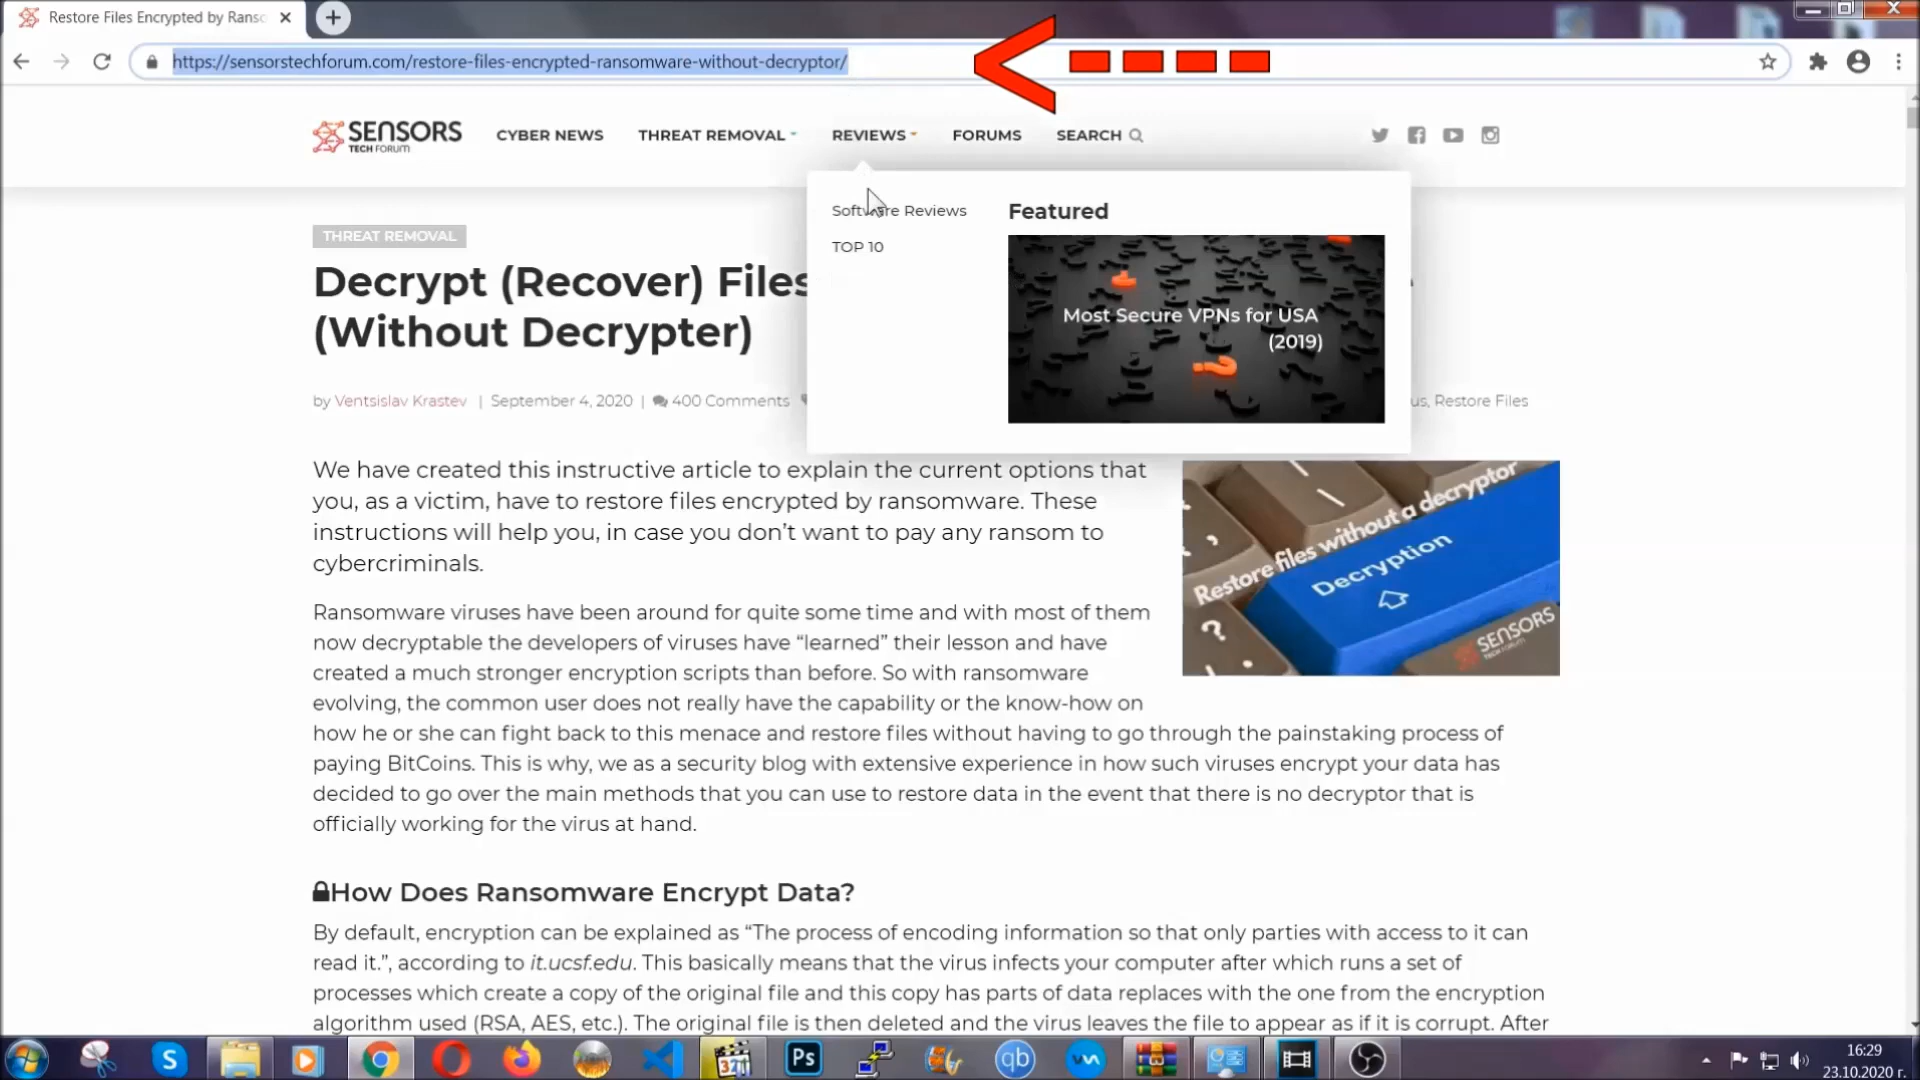 Restore Files Encrypted by Ranso
https://sensorstechforum.com/restore-files-encrypted-ransomware-without-decryptor/
SENSORS
TECH FORUM
CYBER NEWS
THREAT REMOVAL
REVIEWS
FORUMS
SEARCH
Software Reviews
TOP 10
Featured
Most Secure VPNs for USA
(2019)
THREAT REMOVAL
Decrypt (Recover) Files
(Without Decrypter)
by Ventsislav Krastev | September 4, 2020 | 400 Comments
us, Restore Files
We have created this instructive article to explain the current options that
you, as a victim, have to restore files encrypted by ransomware. These
instructions will help you, in case you don’t want to pay any ransom to
cybercriminals.
Restore files without a decryptor
Decryption
SENSORS
TECH FORUM
Ransomware viruses have been around for quite some time and with most of them
now decryptable the developers of viruses have “learned” their lesson and have
created a much stronger encryption scripts than before. So with ransomware
evolving, the common user does not really have the capability or the know-how on
how he or she can fight back to this menace and restore files without having to go through the painstaking process of
paying BitCoins. This is why, we as a security blog with extensive experience in how such viruses encrypt your data has
decided to go over the main methods that you can use to restore data in the event that there is no decryptor that is
officially working for the virus at hand.
How Does Ransomware Encrypt Data?
By default, encryption can be explained as “The process of encoding information so that only parties with access to it can
read it.”, according to it.ucsf.edu. This basically means that the virus infects your computer after which runs a set of
processes which create a copy of the original file and this copy has parts of data replaces with the one from the encryption
algorithm used (RSA, AES, etc.). The original file is then deleted and the virus leaves the file to appear as if it is corrupt. After
S
321
Ps
qb
16:29
23.10.2020 г.